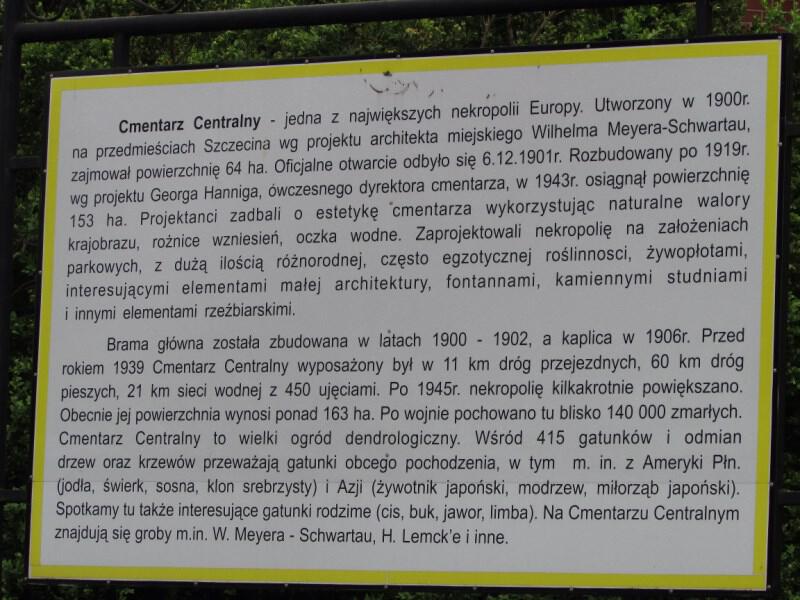 Cmentarz Centralny - jedna z największych nekropolii Europy. Utworzony w 1900r.
na przedmieściach Szczecina wg projektu architekta miejskiego Wilhelma Meyera-Schwartau,
zajmował powierzchnię 64 ha. Oficjalne otwarcie odbyło się 6.12.1901r. Rozbudowany po 1919r.
wg projektu Georga Hanniga, ówczesnego dyrektora cmentarza, w 1943r. osiągnął powierzchnię
153 ha. Projektanci zadbali o estetykę cmentarza wykorzystując naturalne walory
krajobrazu, rożnice wzniesień, oczka wodne. Zaprojektowali nekropolię na założeniach
parkowych, z dużą ilością różnorodnej, często egzotycznej roślinnosci, żywopłotami,
interesującymi elementami małej architektury, fontannami, kamiennymi studniami
i innymi elementami rzeźbiarskimi.
Brama główna została zbudowana w latach 1900 - 1902, a kaplica w 1906r. Przed
rokiem 1939 Cmentarz Centralny wyposażony był w 11 km dróg przejezdnych, 60 km dróg
pieszych, 21 km sieci wodnej z 450 ujęciami. Po 1945r. nekropolię kilkakrotnie powiększano.
Obecnie jej powierzchnia wynosi ponad 163 ha. Po wojnie pochowano tu blisko 140 000 zmarłych.
Cmentarz Centralny to wielki ogród dendrologiczny. Wśród 415 gatunków i odmian
drzew oraz krzewów przeważają gatunki obcego pochodzenia, w tym m. in. z Ameryki Płn.
(jodła, świerk, sosna, klon srebrzysty) i Azji (żywotnik japoński, modrzew, miłorząb japoński).
Spotkamy tu także interesujące gatunki rodzime (cis, buk, jawor, limba). Na Cmentarzu Centralnym
znajdują się groby m.in. W. Meyera - Schwartau, H. Lemck'e i inne.